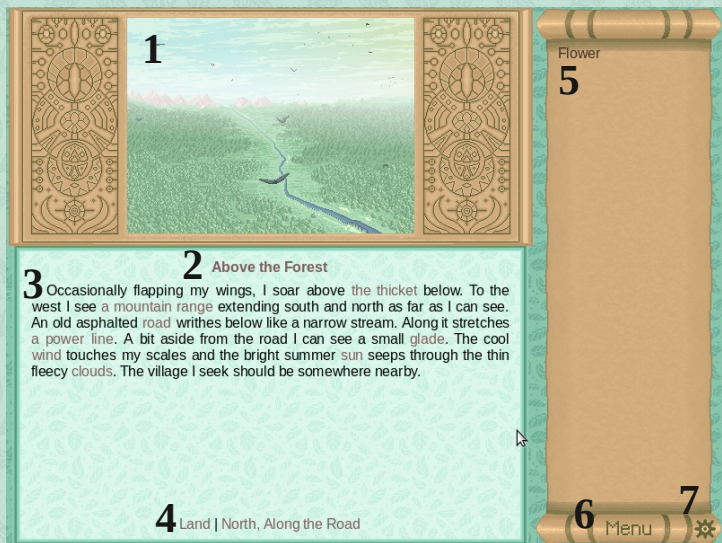 1
Flower
5
2 Above the Forest
3 Occasionally flapping my wings, I soar above the thicket below. To the
west I see a mountain range extending south and north as far as I can see.
An old asphalted road writhes below like a narrow stream. Along it stretches
a power line. A bit aside from the road I can see a small glade. The cool
wind touches my scales and the bright summer sun seeps through the thin
fleecy clouds. The village I seek should be somewhere nearby.
4 Land | North, Along the Road
6 Menu 7